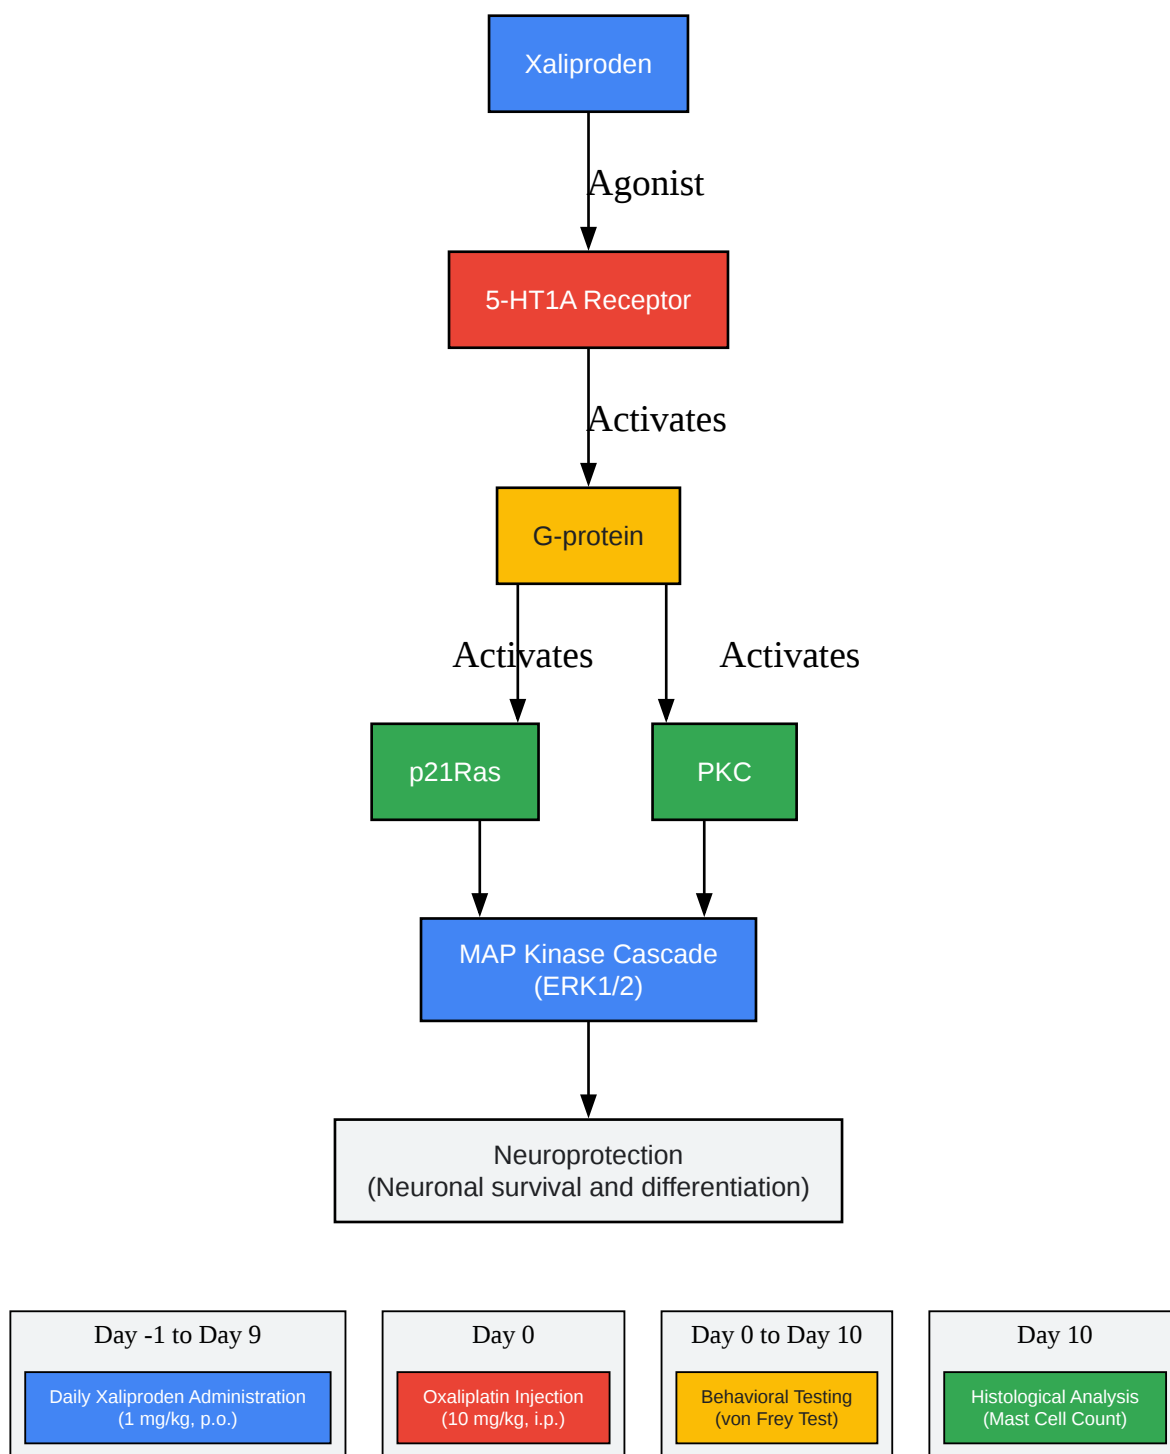 Xaliproden
Agonist
5-HT1A Receptor
Activates
G-protein
Activates
Activates
p21Ras
PKC
MAP Kinase Cascade
(ERK1/2)
Neuroprotection
(Neuronal survival and differentiation)
Day -1 to Day 9
Daily Xaliproden Administration
(1 mg/kg, p.o.)
Day 0
Oxaliplatin Injection
(10 mg/kg, i.p.)
Day 0 to Day 10
Behavioral Testing
(von Frey Test)
Day 10
Histological Analysis
(Mast Cell Count)